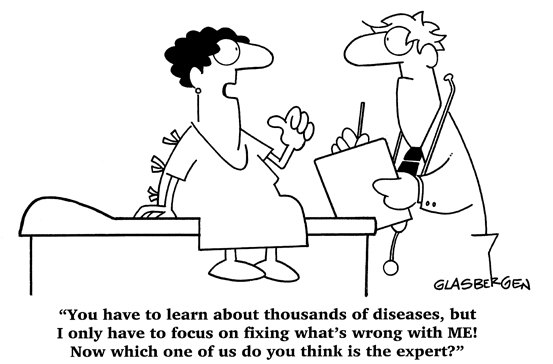 GLASBERGEN
“You have to learn about thousands of diseases, but
I only have to focus on fixing what’s wrong with ME!
Now which one of us do you think is the expert?”